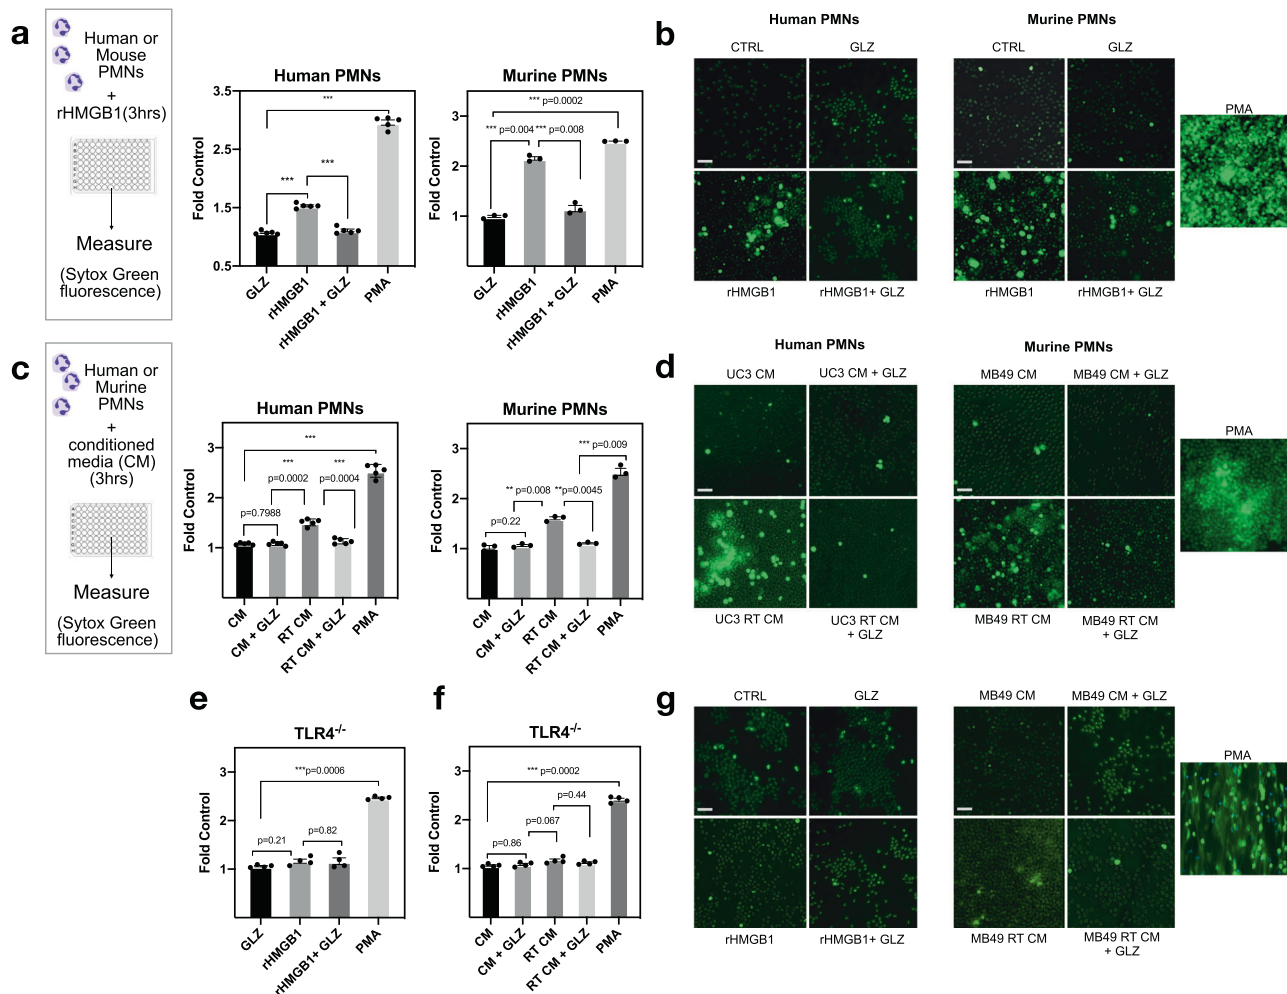 a
Human or
Mouse
PMNs
+
rHMGB1(3hrs)
Measure
(Sytox Green
fluorescence)
Human PMNs
Fold Control
3.5
2.5
1.5
0.5
***
***
***
GLZ
rHMGB1
rHMGB1 + GLZ
PMA
Murine PMNs
Fold Control
3
2
1
*** p=0.0002
*** p=0.004
*** p=0.008
GLZ
rHMGB1
rHMGB1 + GLZ
PMA
b
Human PMNs
CTRL
GLZ
rHMGB1
rHMGB1+ GLZ
Murine PMNs
CTRL
GLZ
rHMGB1
rHMGB1+ GLZ
PMA
c
Human or
Murine
PMNs
+
conditioned
media (CM)
(3hrs)
Measure
(Sytox Green
fluorescence)
Human PMNs
Fold Control
3
2
1
***
***
p=0.0002
***
p=0.0004
p=0.7988
CM
CM + GLZ
RT CM
RT CM + GLZ
PMA
Murine PMNs
Fold Control
3
2
1
*** p=0.009
** p=0.008
**p=0.0045
p=0.22
CM
CM + GLZ
RT CM
RT CM + GLZ
PMA
d
Human PMNs
UC3 CM
UC3 CM + GLZ
UC3 RT CM
UC3 RT CM
+ GLZ
Murine PMNs
MB49 CM
MB49 CM + GLZ
MB49 RT CM
MB49 RT CM
+ GLZ
PMA
e
TLR4-/-
Fold Control
3
2
1
***p=0.0006
p=0.21
p=0.82
GLZ
rHMGB1
rHMGB1+ GLZ
PMA
f
TLR4-/-
Fold Control
3
2
1
*** p=0.0002
p=0.44
p=0.067
p=0.86
CM
CM + GLZ
RT CM
RT CM + GLZ
PMA
g
CTRL
GLZ
rHMGB1
rHMGB1+ GLZ
MB49 CM
MB49 CM + GLZ
MB49 RT CM
MB49 RT CM
+ GLZ
PMA